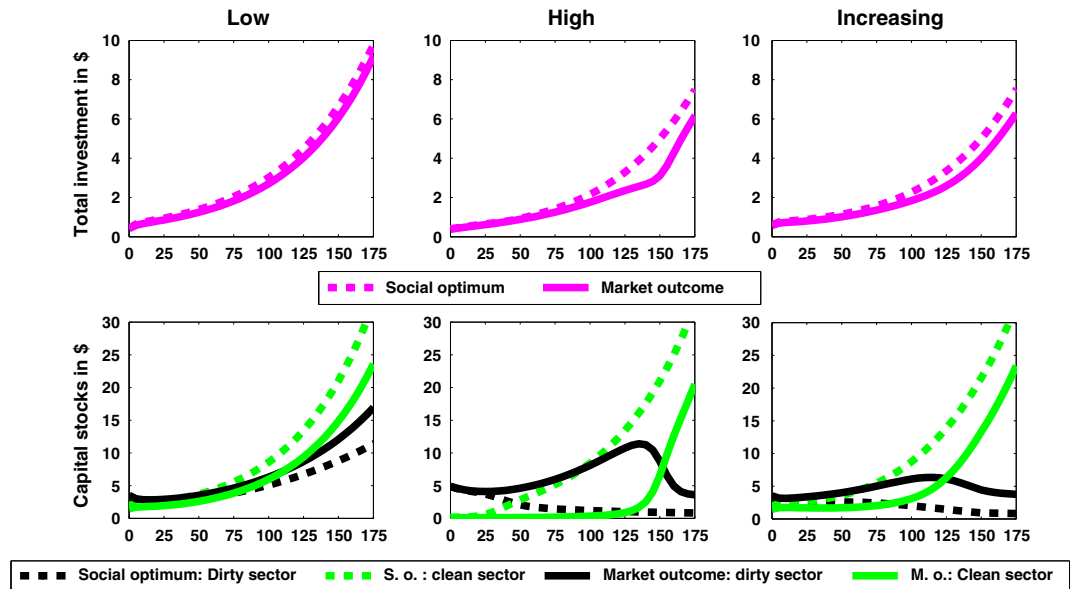 Low High Increasing
Total investment in $
10 10 10
8 8 8
6 6 6
4 4 4
2 2 2
0 0 0
0 25 50 75 100 125 150 175 0 25 50 75 100 125 150 175 0 25 50 75 100 125 150 175
Social optimum Market outcome
Capital stocks in $
30 30 30
25 25 25
20 20 20
15 15 15
10 10 10
5 5 5
0 0 0
0 25 50 75 100 125 150 175 0 25 50 75 100 125 150 175 0 25 50 75 100 125 150 175
Social optimum: Dirty sector S. o. : clean sector Market outcome: dirty sector M. o.: Clean sector